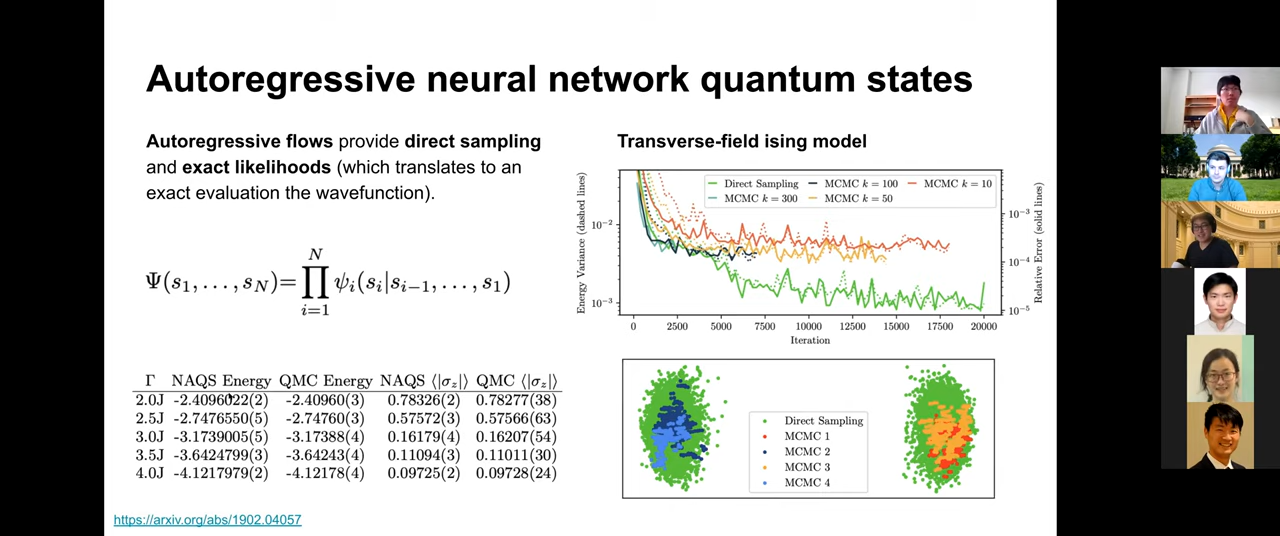 Autoregressive neural network quantum states
Autoregressive flows provide direct sampling
and exact likelihoods (which translates to an
exact evaluation the wavefunction).
Ψ(s₁, . . . , s_N)=∏_{i=1}^{N} ψᵢ(sᵢ|sᵢ₋₁, . . . , s₁)
Γ NAQS Energy QMC Energy NAQS ⟨|σ_z|⟩ QMC ⟨|σ_z|⟩
2.0J -2.4096022(2) -2.40960(3) 0.78326(2) 0.78277(38)
2.5J -2.7476550(5) -2.74760(3) 0.57572(3) 0.57566(63)
3.0J -3.1739005(5) -3.17388(4) 0.16179(4) 0.16207(54)
3.5J -3.6424799(3) -3.64243(4) 0.11094(3) 0.11011(30)
4.0J -4.1217979(2) -4.12178(4) 0.09725(2) 0.09728(24)
https://arxiv.org/abs/1902.04057
Transverse-field ising model
Energy Variance (dashed lines)
10⁻²
10⁻³
Direct Sampling
MCMC k = 300
MCMC k = 100
MCMC k = 50
MCMC k = 10
10⁻³
10⁻⁴
10⁻⁵
Relative Error (solid lines)
0 2500 5000 7500 10000 12500 15000 17500 20000
Iteration
Direct Sampling
MCMC 1
MCMC 2
MCMC 3
MCMC 4